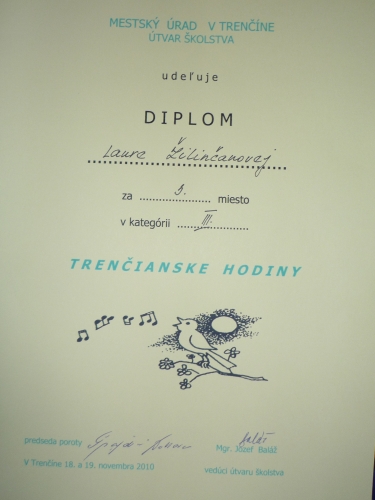 MESTSKÝ ÚRAD V TRENČÍNE
ÚTVAR ŠKOLSTVA
udeľuje
DIPLOM
Laure Žilinčanovej
za ........ miesto
v kategórii III.
TRENČIANSKE HODINY
predseda poroty
Baláž
Mgr. Jozef Baláž
V Trenčíne 18. a 19. novembra 2010
vedúci útvaru školstva